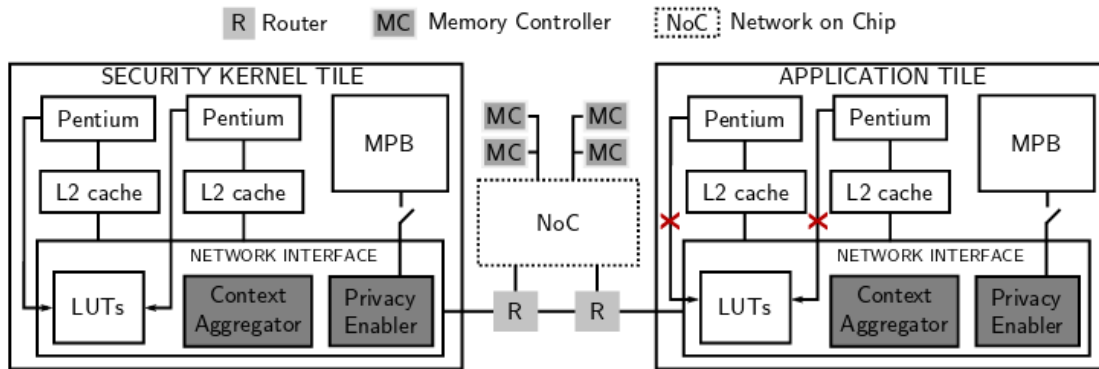 R Router
MC Memory Controller
NoC Network on Chip
SECURITY KERNEL TILE
Pentium
Pentium
MPB
L2 cache
L2 cache
NETWORK INTERFACE
LUTs
Context
Aggregator
Privacy
Enabler
MC
MC
MC
MC
NoC
R
R
APPLICATION TILE
Pentium
Pentium
MPB
L2 cache
L2 cache
NETWORK INTERFACE
LUTs
Context
Aggregator
Privacy
Enabler